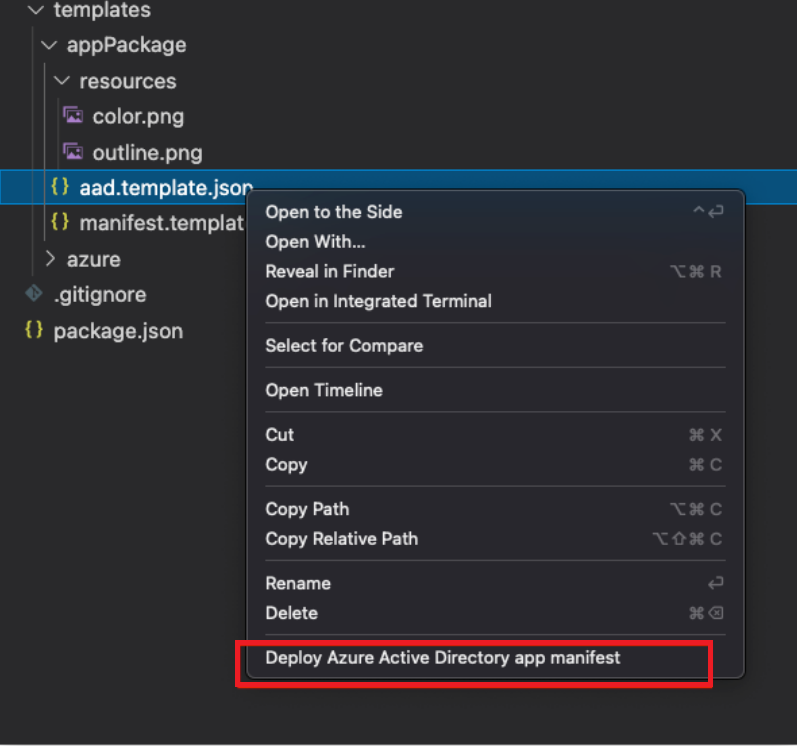 templates
appPackage
resources
color.png
outline.png
{} aad.template.json
{} manifest.templat
azure
.gitignore
{} package.json
Open to the Side ^⏎
Open With...
Reveal in Finder ⌥⌘ R
Open in Integrated Terminal
Select for Compare
Open Timeline
Cut ⌘ X
Copy ⌘ C
Copy Path ⌥⌘ C
Copy Relative Path ⌥⇧⌘ C
Rename ⏎
Delete ⌘⌫
Deploy Azure Active Directory app manifest